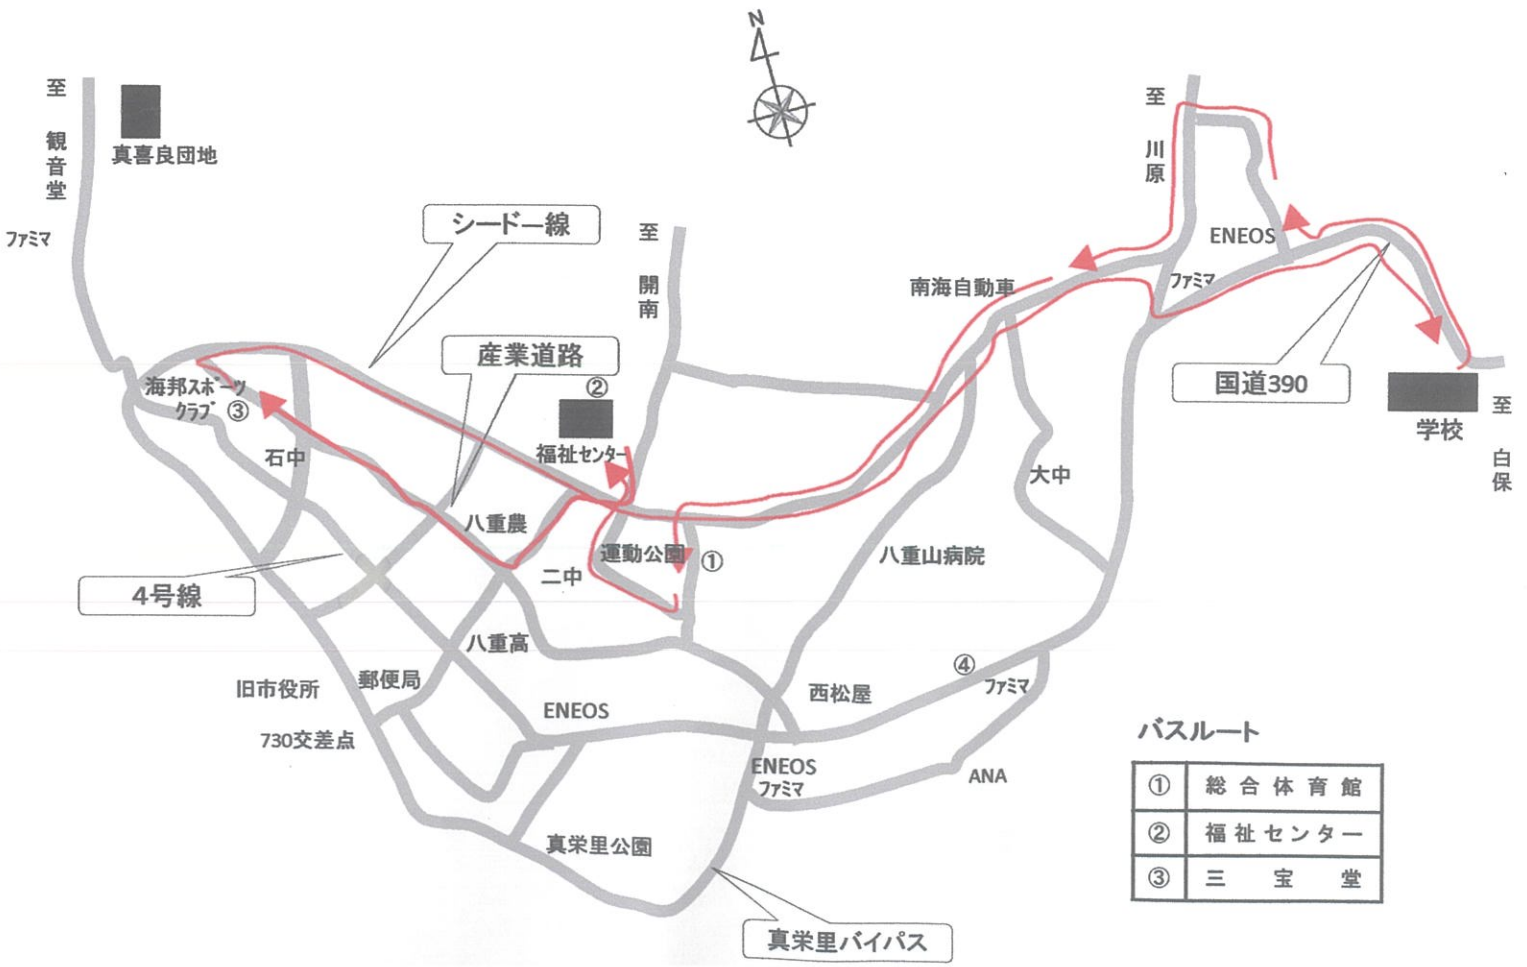 N
至 観音堂
真喜良団地
ファミマ
シードー線
至 開南
至 川原
ENEOS
南海自動車
ファミマ
産業道路
国道390
学校
至 白保
海邦スポーツ
クラブ ③
②
福祉センター
石中
八重農
大中
運動公園 ①
二中
八重山病院
4号線
八重高
④
ファミマ
旧市役所
郵便局
西松屋
ENEOS
730交差点
ENEOS
ファミマ
ANA
真栄里公園
真栄里バイパス
バスルート
① 総合体育館
② 福祉センター
③ 三宝堂